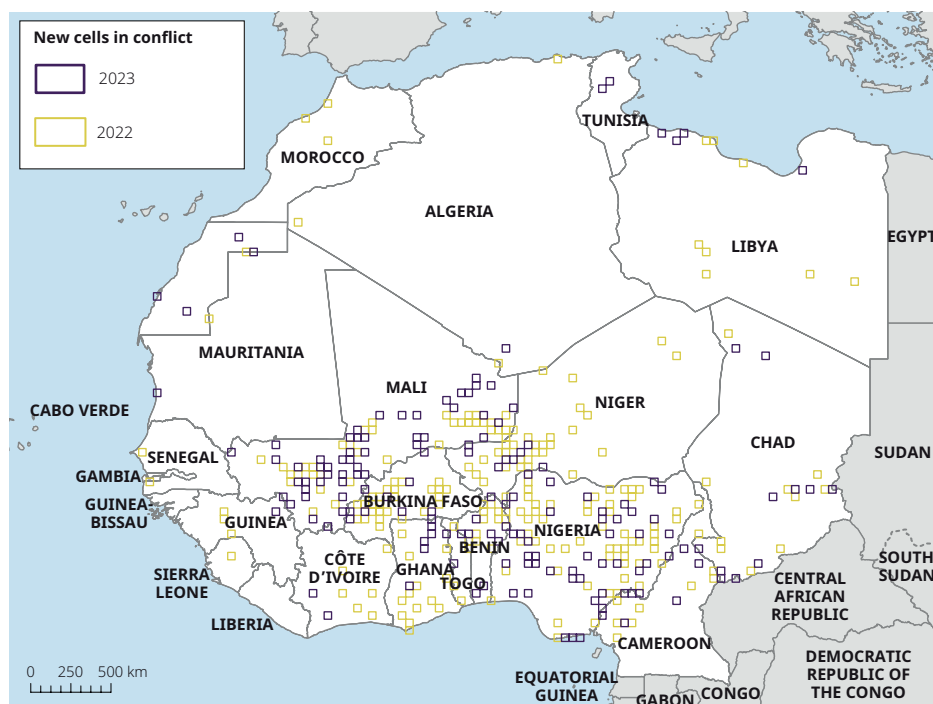 New cells in conflict
2023
2022
TUNISIA
MOROCCO
ALGERIA
LIBYA
EGYPT
MAURITANIA
MALI
NIGER
CABO VERDE
CHAD
SUDAN
SENEGAL
GAMBIA
GUINEA-
BISSAU
BURKINA FASO
GUINEA
NIGERIA
BENIN
CÔTE
D'IVOIRE
GHANA
TOGO
SIERRA
LEONE
SOUTH
SUDAN
CENTRAL
AFRICAN
REPUBLIC
LIBERIA
CAMEROON
EQUATORIAL
GUINEA
GABON
CONGO
DEMOCRATIC
REPUBLIC OF
THE CONGO
0 250 500 km